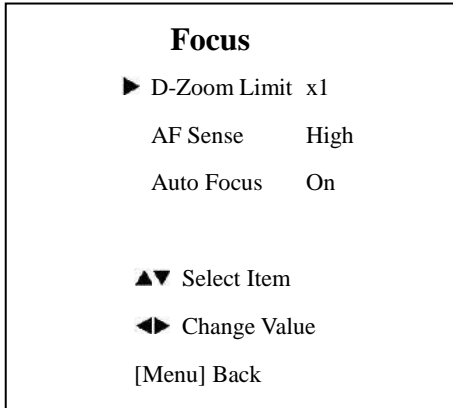 Focus
▶ D-Zoom Limit x1
AF Sense High
Auto Focus On
▲▼ Select Item
◀▶ Change Value
[Menu] Back